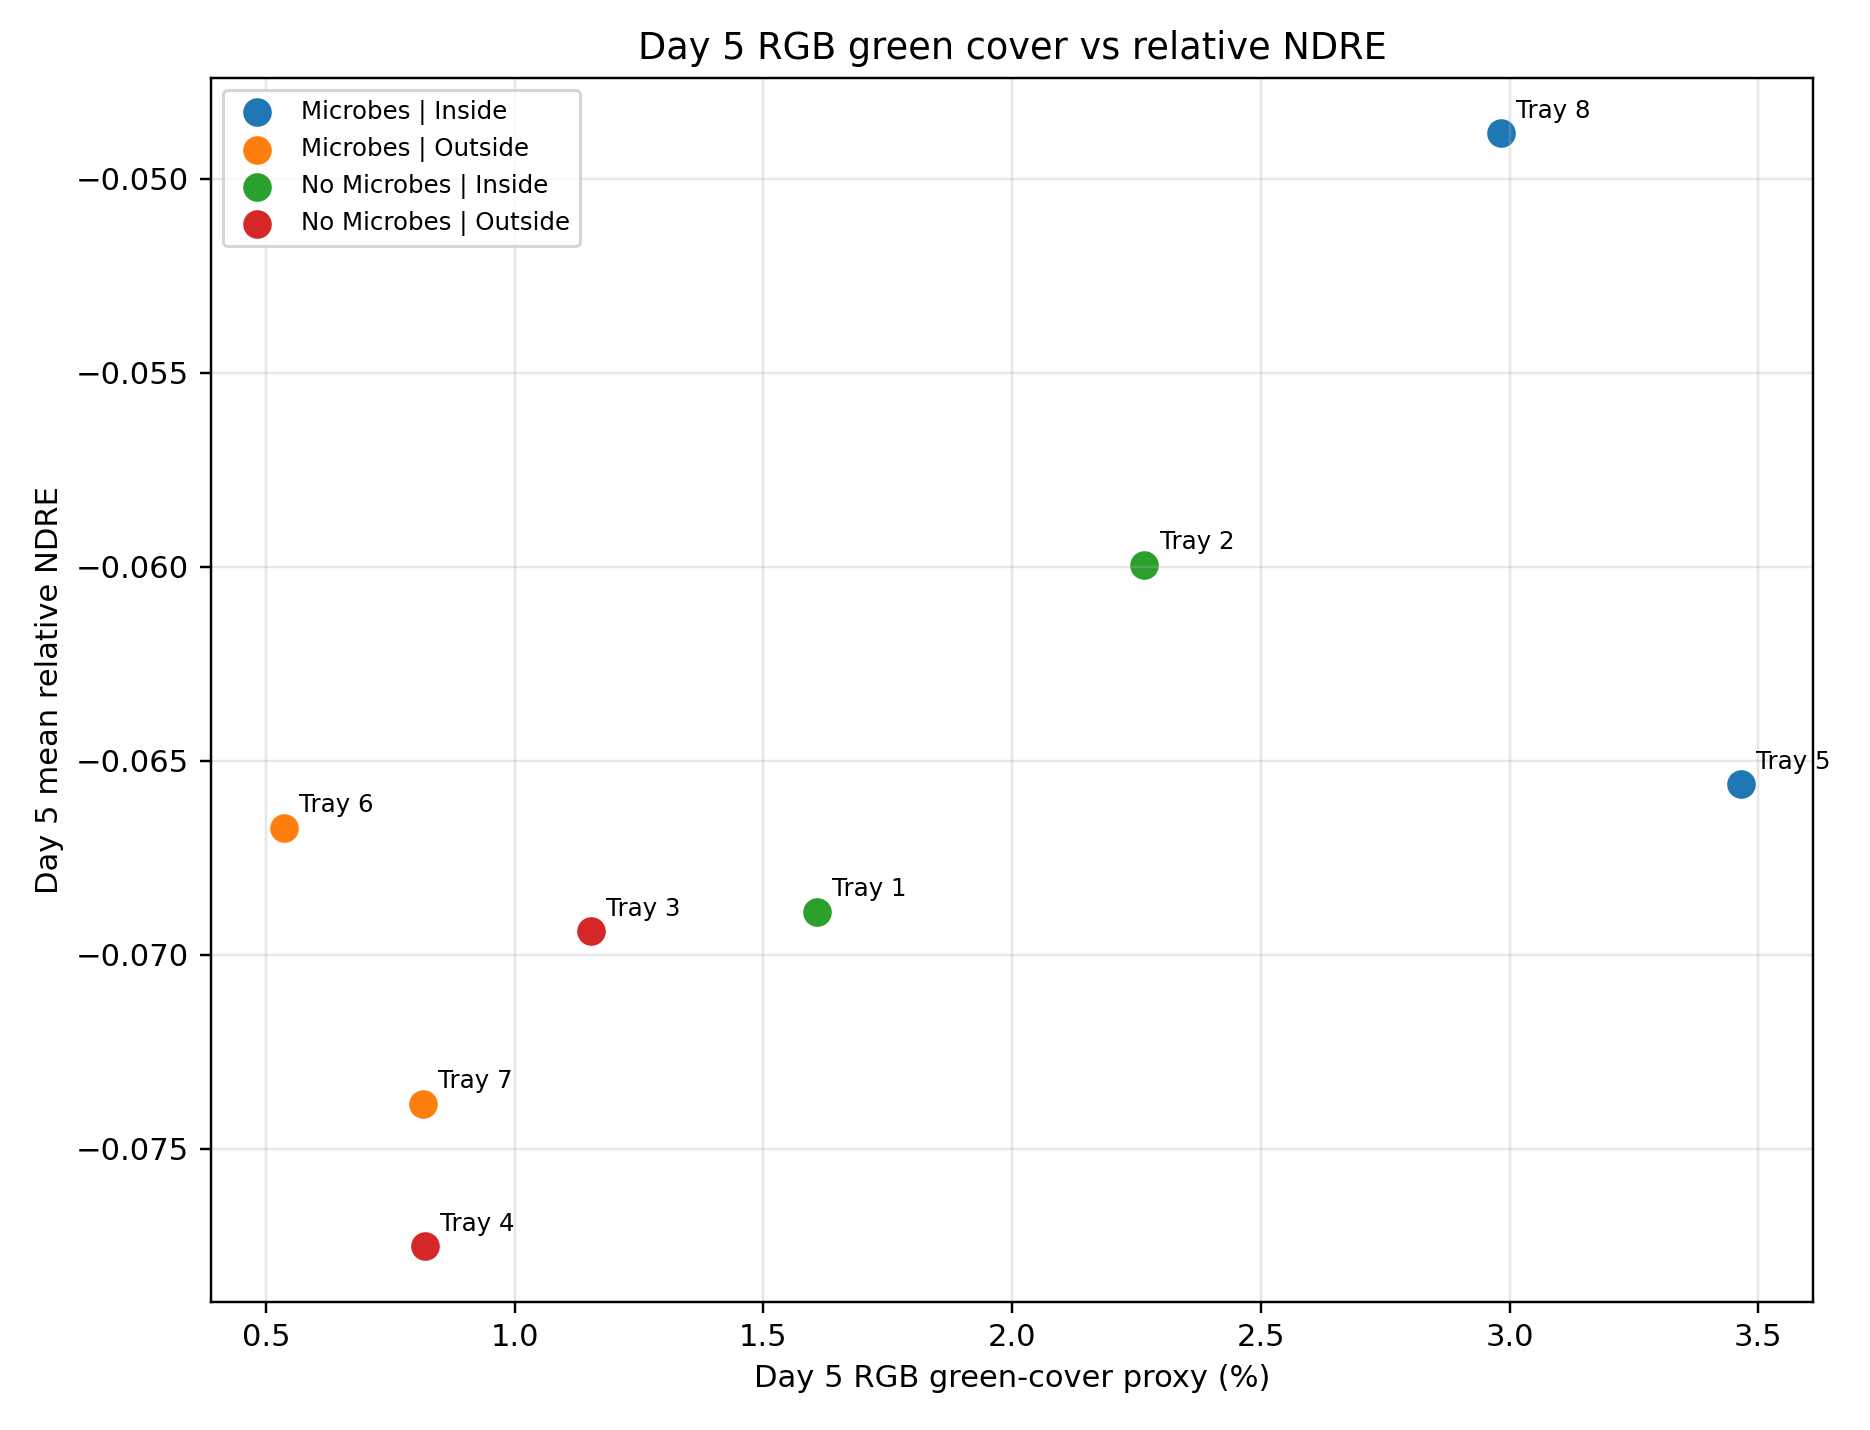 Day 5 RGB green cover vs relative NDRE
Microbes | Inside
Microbes | Outside
No Microbes | Inside
No Microbes | Outside
Tray 8
Tray 2
Tray 5
Tray 6
Tray 1
Tray 3
Tray 7
Tray 4
−0.050
−0.055
−0.060
−0.065
−0.070
−0.075
Day 5 mean relative NDRE
0.5 1.0 1.5 2.0 2.5 3.0 3.5
Day 5 RGB green-cover proxy (%)